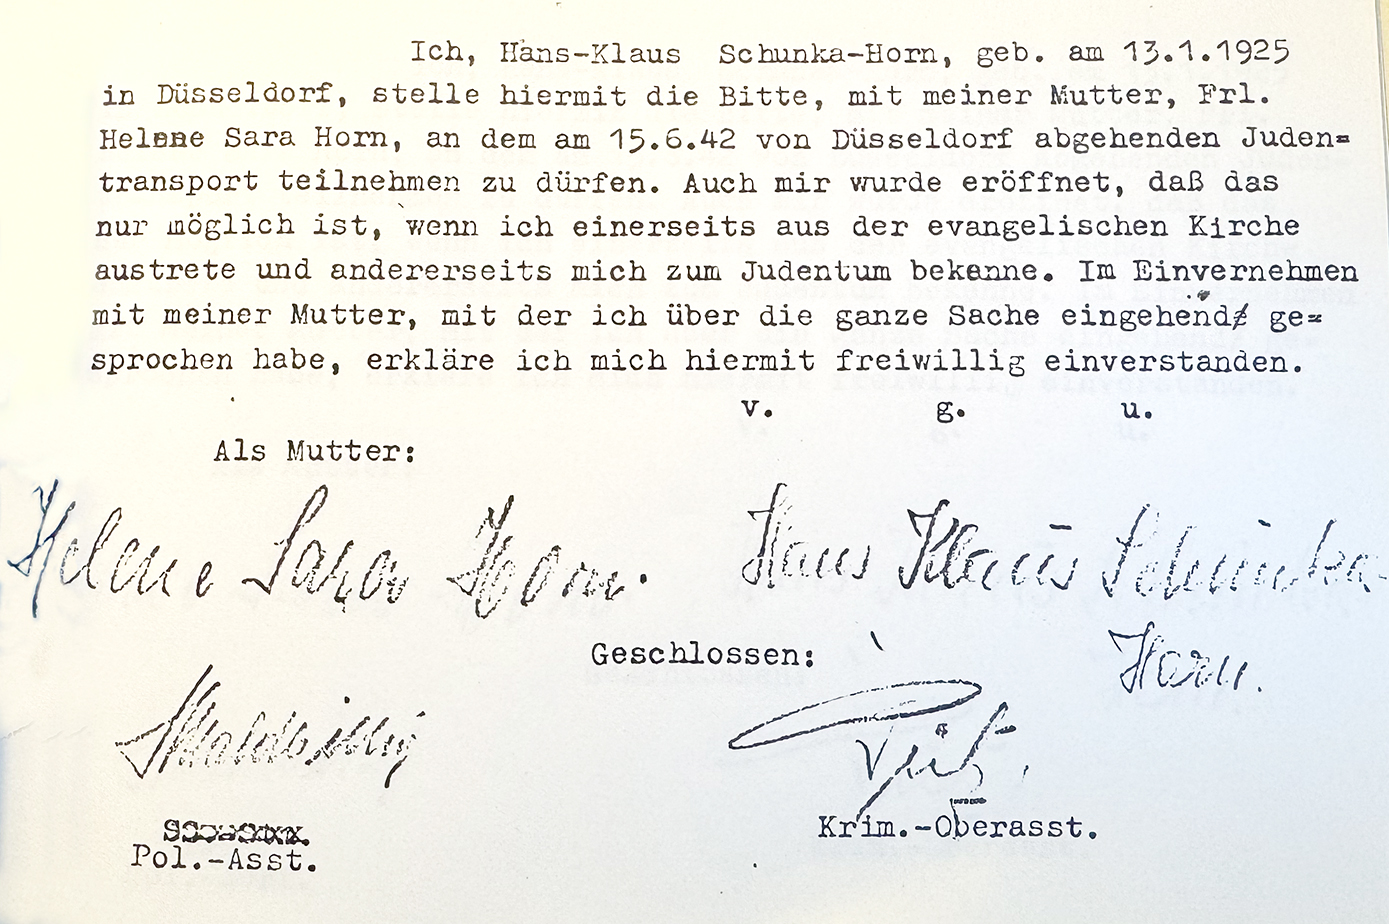 Ich, Hans-Klaus Schunka-Horn, geb. am 13.1.1925
in Düsseldorf, stelle hiermit die Bitte, mit meiner Mutter, Frl.
Helene Sara Horn, an dem am 15.6.42 von Düsseldorf abgehenden Juden=
transport teilnehmen zu dürfen. Auch mir wurde eröffnet, daß das
nur möglich ist, wenn ich einerseits aus der evangelischen Kirche
austrete und andererseits mich zum Judentum bekenne. Im Einvernehmen
mit meiner Mutter, mit der ich über die ganze Sache eingehend ge=
sprochen habe, erkläre ich mich hiermit freiwillig einverstanden.
v. g. u.
Als Mutter:
Helene Sara Horn. Hans Klaus Schunka-
Horn.
Geschlossen:
Krim.-Oberasst.
Pol.-Asst.